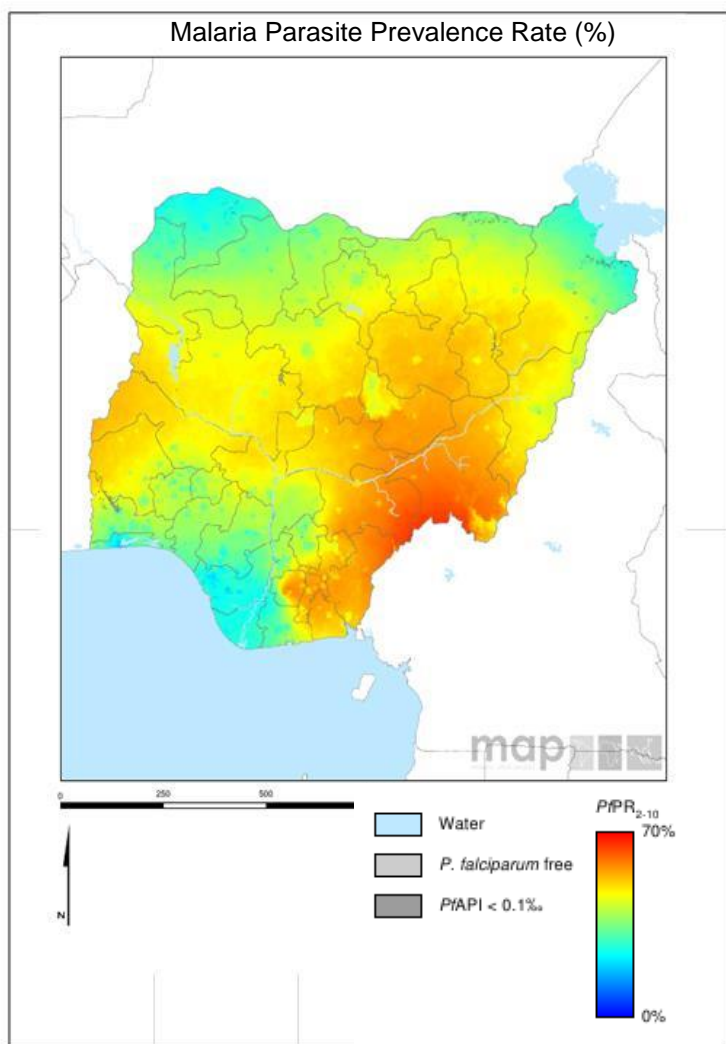 Malaria Parasite Prevalence Rate (%)
map
0 250 500
N
Water
P. falciparum free
PfAPI < 0.1‰
PfPR2-10
70%
0%